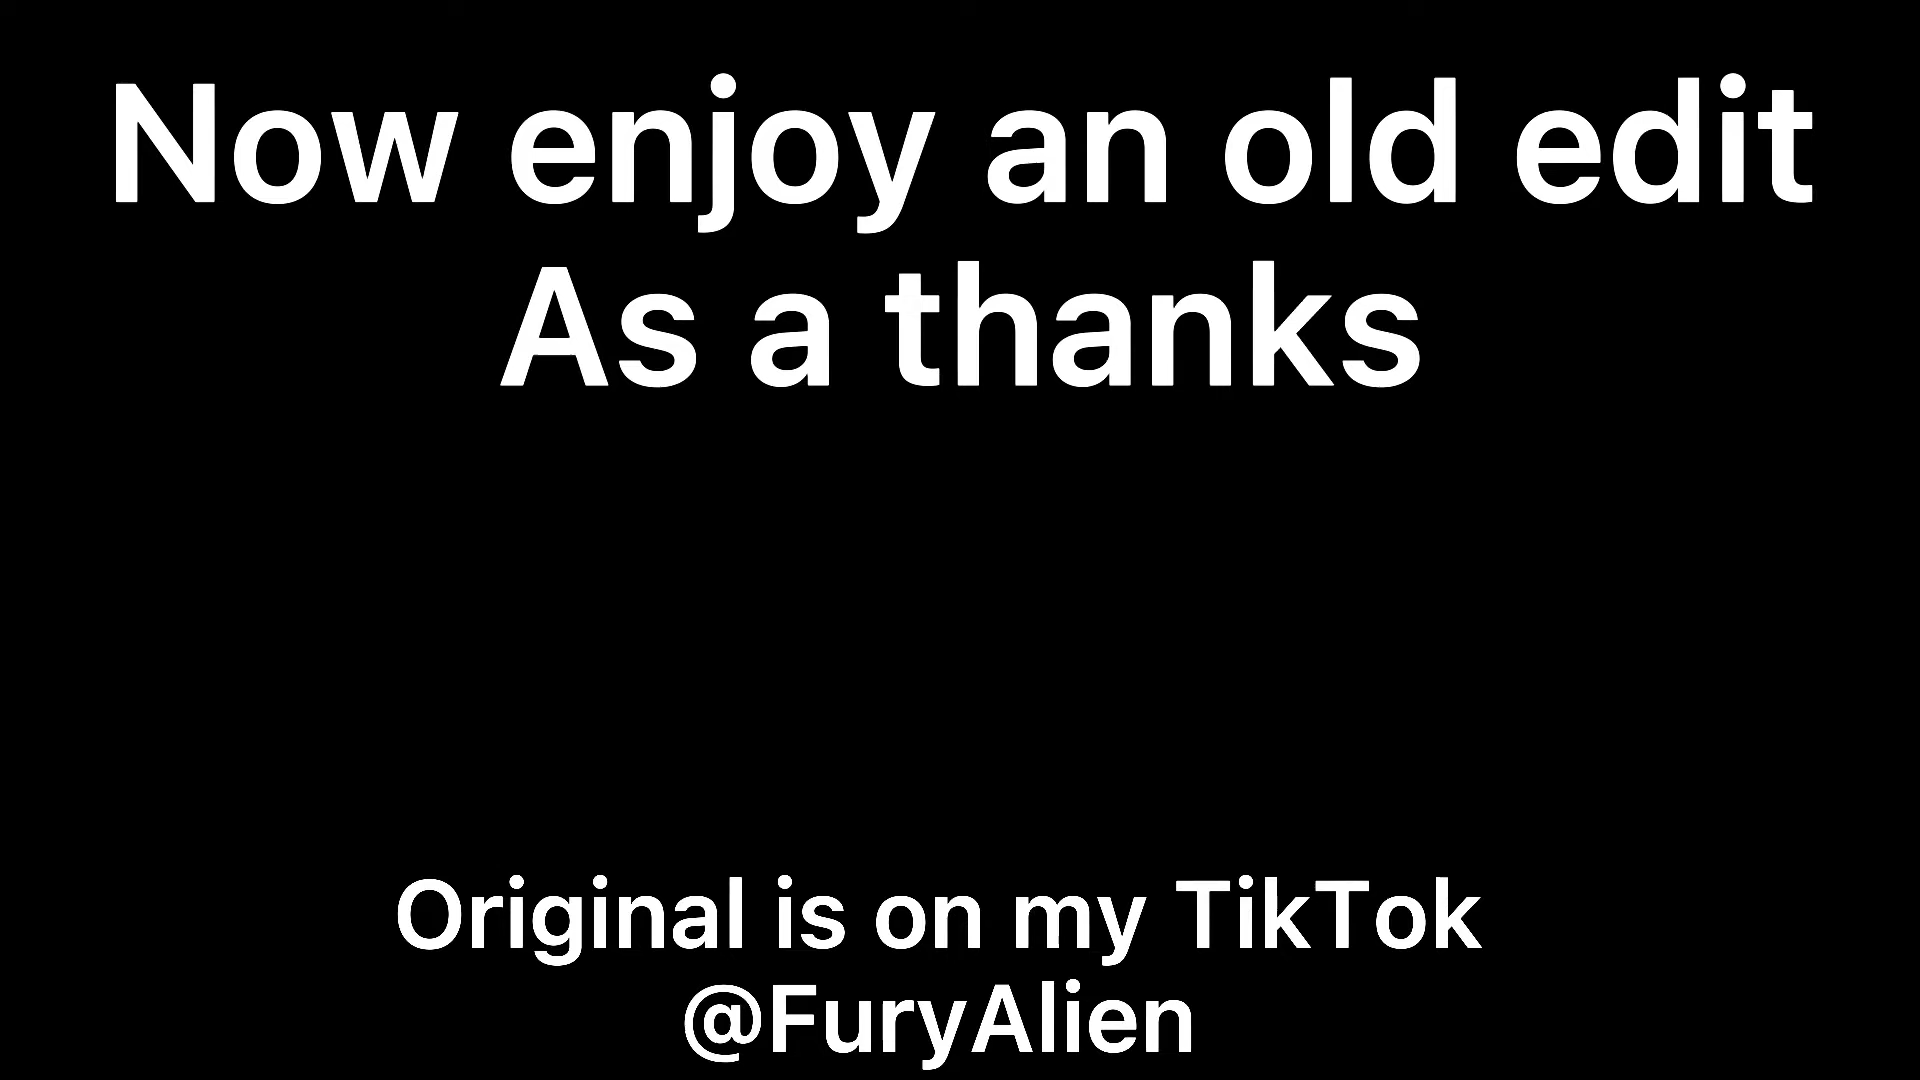 Now enjoy an old edit
As a thanks
Original is on my TikTok
@FuryAlien